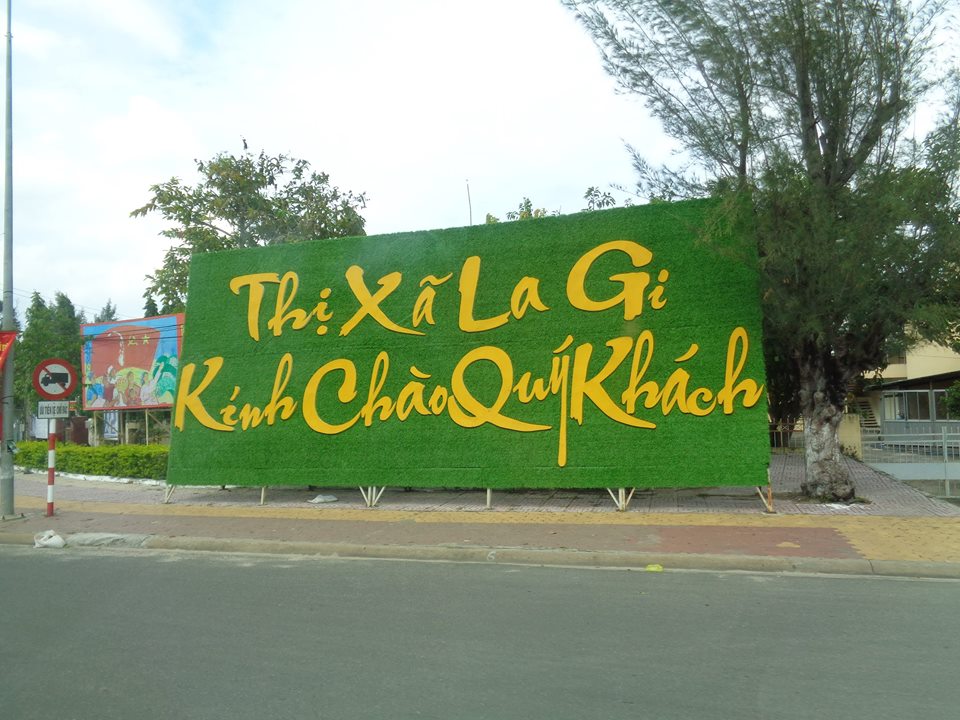 Thị Xã La Gi
Kính Chào Quý Khách